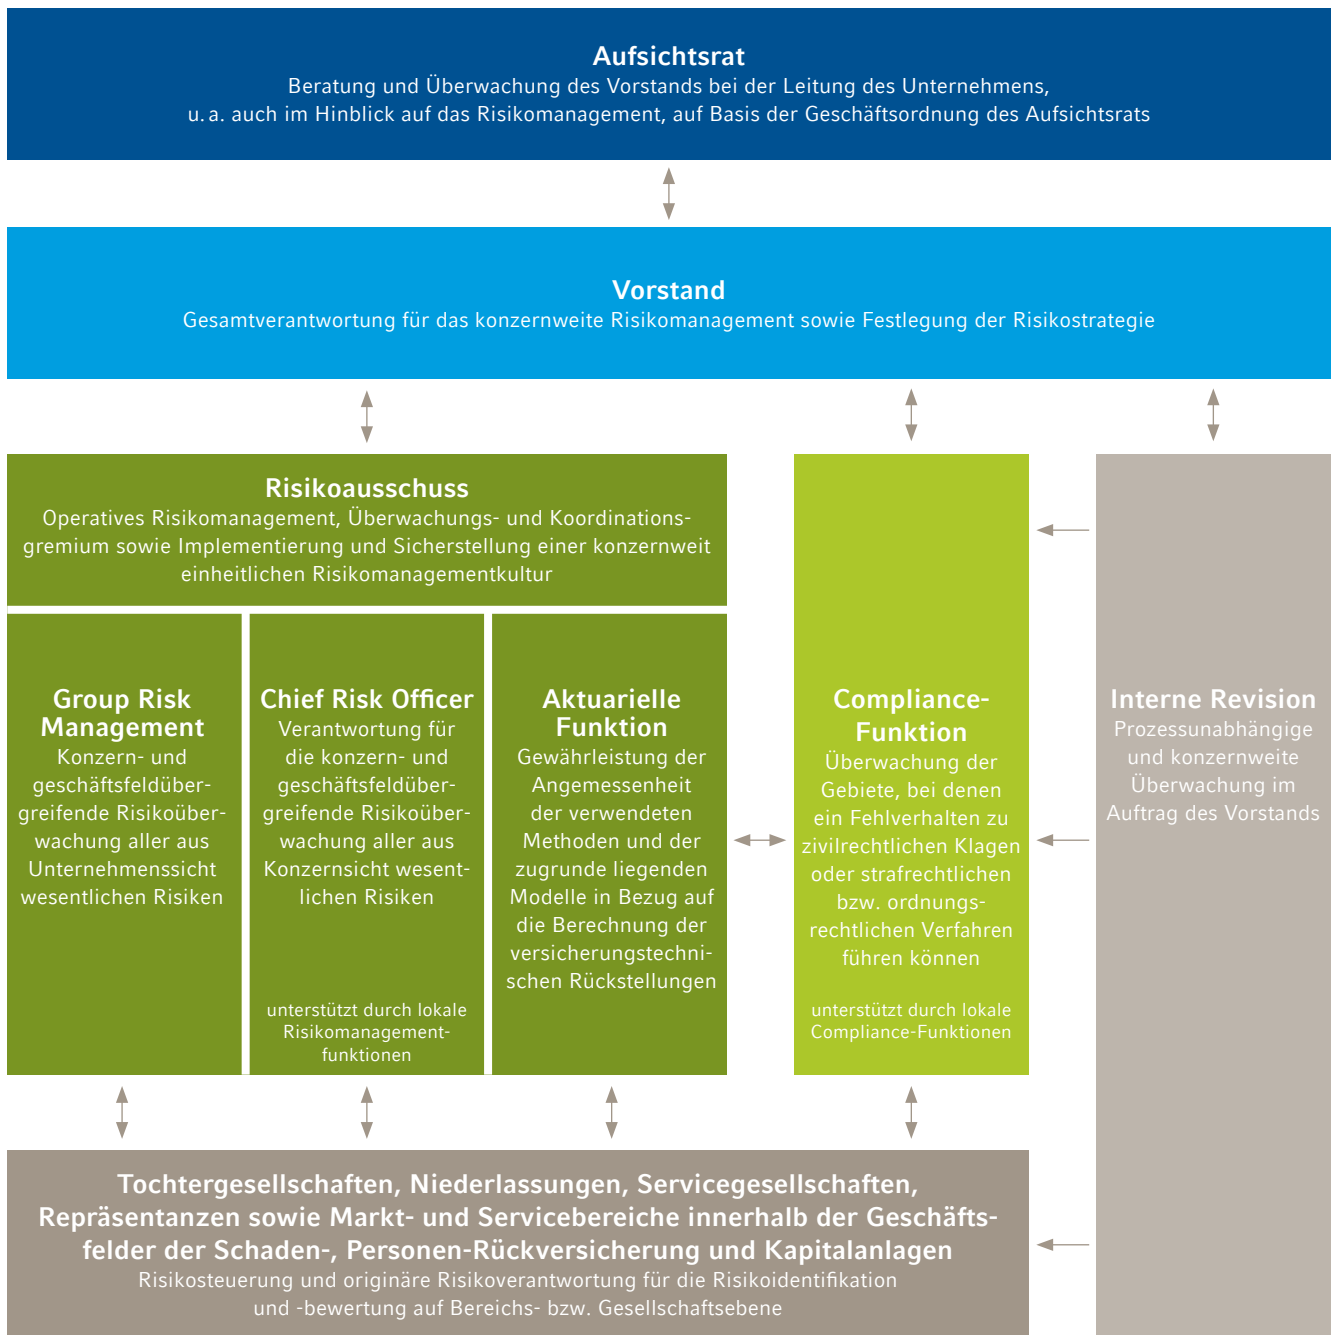 Aufsichtsrat
Beratung und Überwachung des Vorstands bei der Leitung des Unternehmens,
u. a. auch im Hinblick auf das Risikomanagement, auf Basis der Geschäftsordnung des Aufsichtsrats
Vorstand
Gesamtverantwortung für das konzernweite Risikomanagement sowie Festlegung der Risikostrategie
Risikoausschuss
Operatives Risikomanagement, Überwachungs- und Koordinations-
gremium sowie Implementierung und Sicherstellung einer konzernweit
einheitlichen Risikomanagementkultur
Group Risk
Management
Konzern- und
geschäftsfeldüber-
greifende Risikoüber-
wachung aller aus
Unternehmenssicht
wesentlichen Risiken
Chief Risk Officer
Verantwortung für
die konzern- und
geschäftsfeldüber-
greifende Risikoüber-
wachung aller aus
Konzernsicht wesent-
lichen Risiken
unterstützt durch lokale
Risikomanagement-
funktionen
Aktuarielle
Funktion
Gewährleistung der
Angemessenheit
der verwendeten
Methoden und der
zugrunde liegenden
Modelle in Bezug auf
die Berechnung der
versicherungstechni-
schen Rückstellungen
Compliance-
Funktion
Überwachung der
Gebiete, bei denen
ein Fehlverhalten zu
zivilrechtlichen Klagen
oder strafrechtlichen
bzw. ordnungs-
rechtlichen Verfahren
führen können
unterstützt durch lokale
Compliance-Funktionen
Interne Revision
Prozessunabhängige
und konzernweite
Überwachung im
Auftrag des Vorstands
Tochtergesellschaften, Niederlassungen, Servicegesellschaften,
Repräsentanzen sowie Markt- und Servicebereiche innerhalb der Geschäfts-
felder der Schaden-, Personen-Rückversicherung und Kapitalanlagen
Risikosteuerung und originäre Risikoverantwortung für die Risikoidentifikation
und -bewertung auf Bereichs- bzw. Gesellschaftsebene